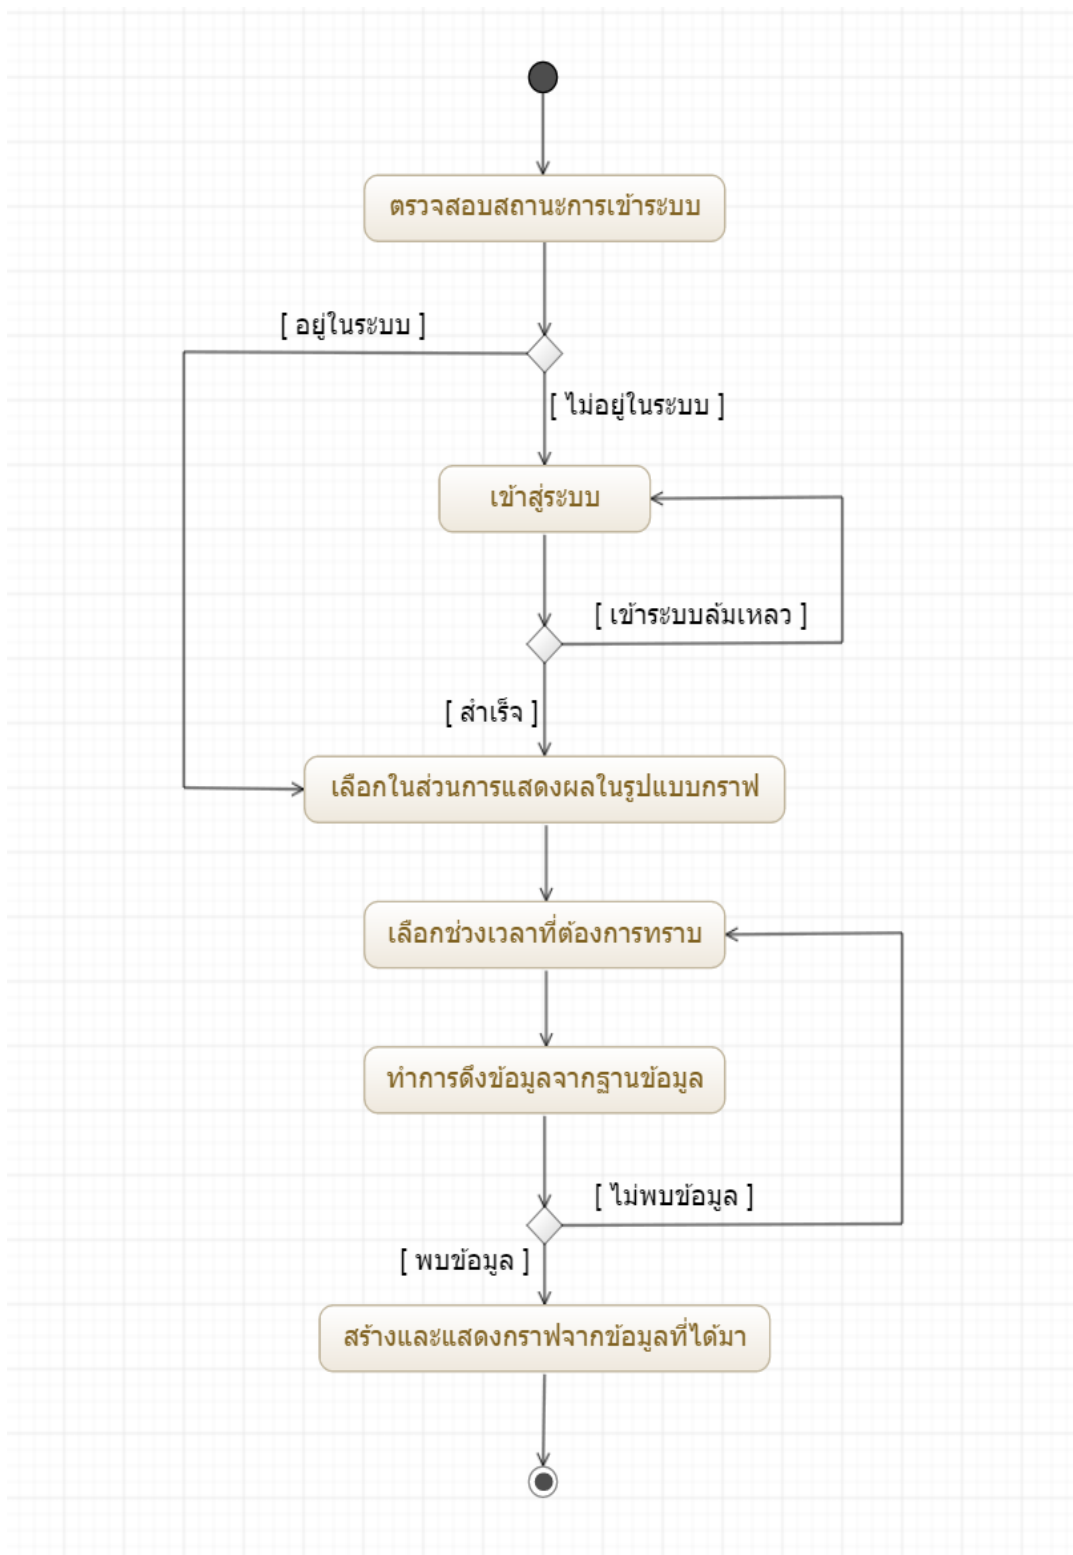 ตรวจสอบสถานะการเข้าระบบ
[ อยู่ในระบบ ]
[ ไม่อยู่ในระบบ ]
เข้าสู่ระบบ
[ เข้าระบบล้มเหลว ]
[ สำเร็จ ]
เลือกในส่วนการแสดงผลในรูปแบบกราฟ
เลือกช่วงเวลาที่ต้องการทราบ
ทำการดึงข้อมูลจากฐานข้อมูล
[ ไม่พบข้อมูล ]
[ พบข้อมูล ]
สร้างและแสดงกราฟจากข้อมูลที่ได้มา